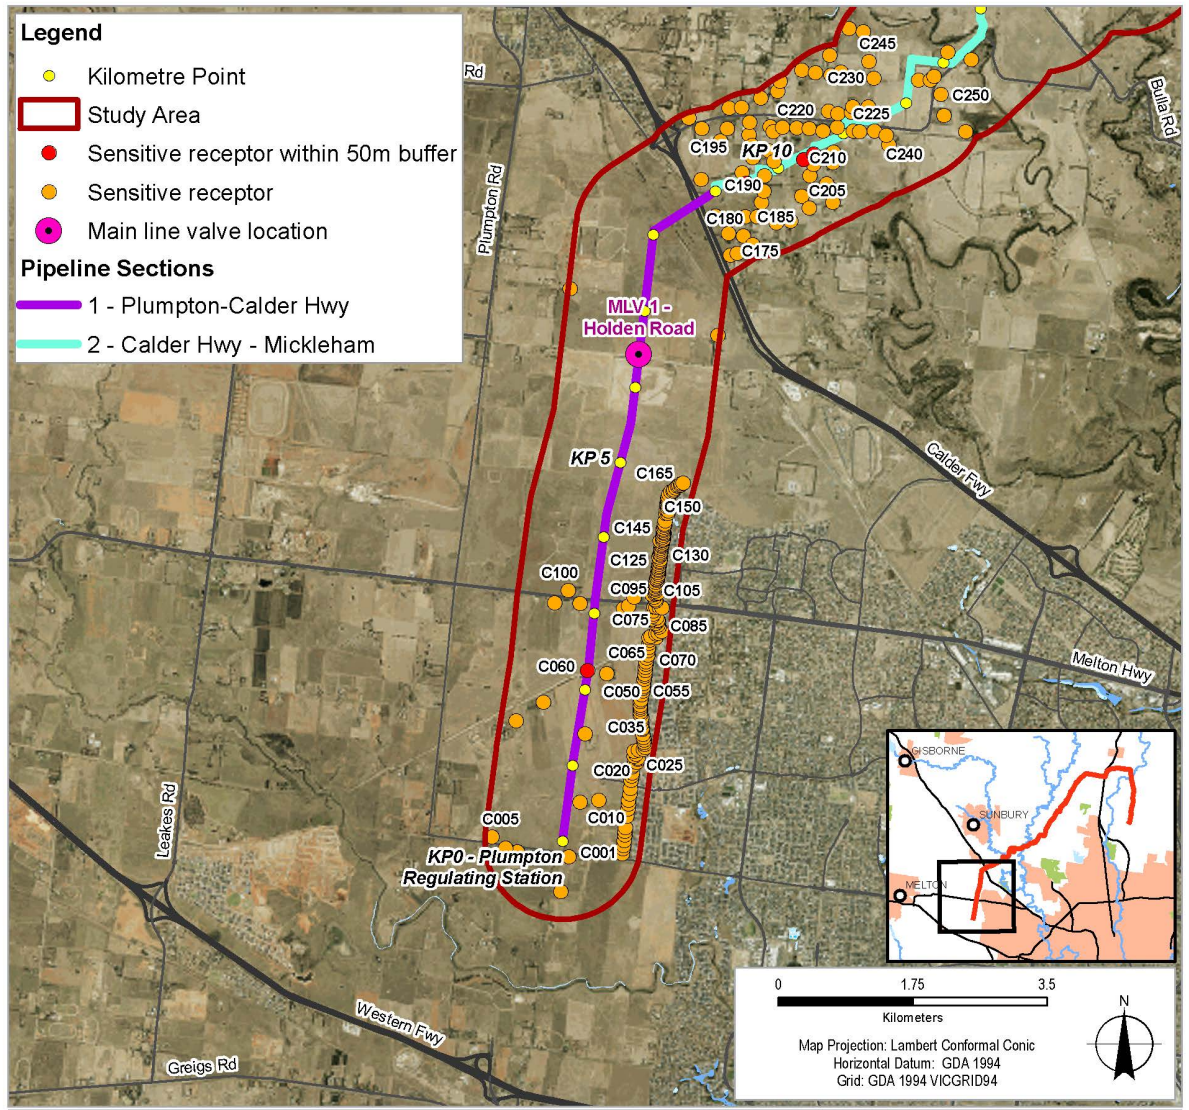 Legend
Kilometre Point
Study Area
Sensitive receptor within 50m buffer
Sensitive receptor
Main line valve location
Pipeline Sections
1 - Plumpton-Calder Hwy
2 - Calder Hwy - Mickleham
Rd
Plumpton Rd
Bulla Rd
C245
C230
C250
C220
C225
C195
KP 10
C210
C240
C190
C205
C180
C185
C175
MLV 1 -
Holden Road
KP 5
Calder Fwy
C165
C150
C145
C125
C130
C100
C095
C105
C075
C085
C065
C060
C070
Melton Hwy
C050
C055
C035
C020
C025
C010
C005
C001
KP0 - Plumpton
Regulating Station
Leakes Rd
Western Fwy
Greigs Rd
GISBORNE
SUNBURY
MELTON
0 1.75 3.5
Kilometers
Map Projection: Lambert Conformal Conic
Horizontal Datum: GDA 1994
Grid: GDA 1994 VICGRID94
N